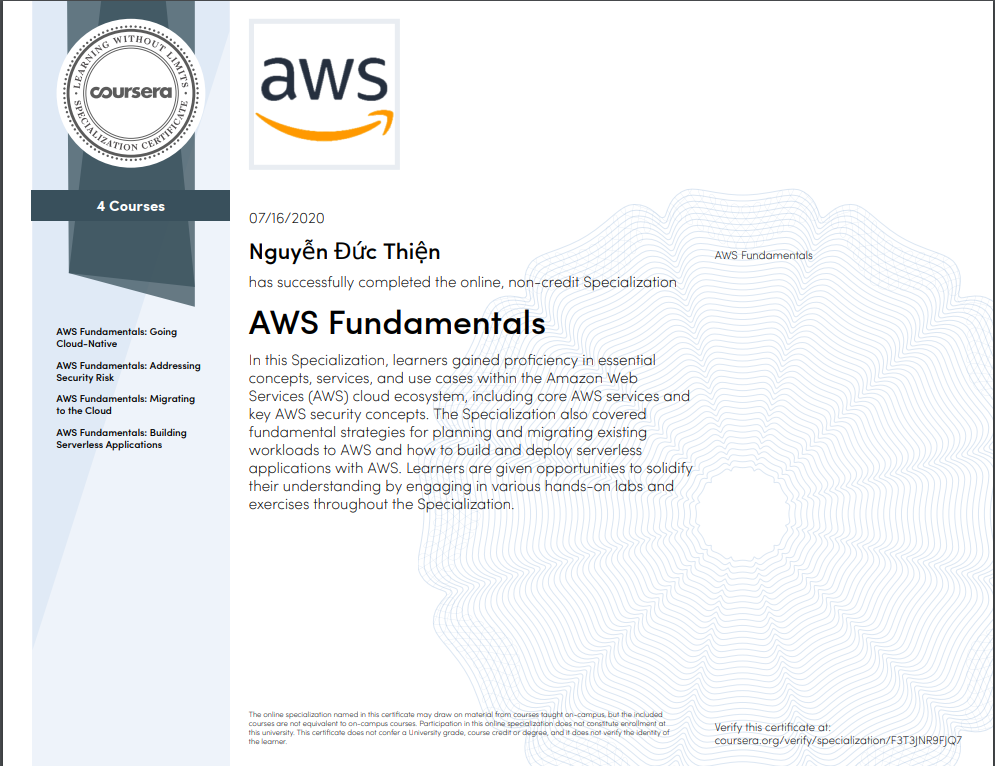 LEARNING WITHOUT LIMITS
coursera
SPECIALIZATION CERTIFICATE
4 Courses
AWS Fundamentals: Going
Cloud-Native
AWS Fundamentals: Addressing
Security Risk
AWS Fundamentals: Migrating
to the Cloud
AWS Fundamentals: Building
Serverless Applications
aws
07/16/2020
Nguyễn Đức Thiện
has successfully completed the online, non-credit Specialization
AWS Fundamentals
In this Specialization, learners gained proficiency in essential
concepts, services, and use cases within the Amazon Web
Services (AWS) cloud ecosystem, including core AWS services and
key AWS security concepts. The Specialization also covered
fundamental strategies for planning and migrating existing
workloads to AWS and how to build and deploy serverless
applications with AWS. Learners are given opportunities to solidify
their understanding by engaging in various hands-on labs and
exercises throughout the Specialization.
AWS Fundamentals
The online specialization named in this certificate may draw on material from courses taught on-campus, but the included
courses are not equivalent to on-campus courses. Participation in this online specialization does not constitute enrollment at
this university. This certificate does not confer a University grade, course credit or degree, and it does not verify the identity of
the learner.
Verify this certificate at:
coursera.org/verify/specialization/F3T3JNR9FJQ7